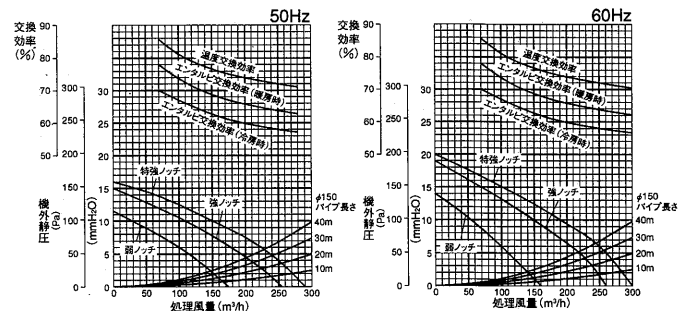 50Hz
交換効率(%)
90
80
70
60
50
機外静圧
(Pa)
300
250
200
150
100
50
0
(mmH₂O)
30
25
20
15
10
5
0
温度交換効率
エンタルピ交換効率(暖房時)
エンタルピ交換効率(冷房時)
特強ノッチ
強ノッチ
弱ノッチ
φ150
パイプ長さ
40m
30m
20m
10m
0 50 100 150 200 250 300
処理風量(m³/h)
60Hz
交換効率(%)
90
80
70
60
50
機外静圧
(Pa)
300
250
200
150
100
50
0
(mmH₂O)
30
25
20
15
10
5
0
温度交換効率
エンタルピ交換効率(暖房時)
エンタルピ交換効率(冷房時)
特強ノッチ
強ノッチ
弱ノッチ
φ150
パイプ長さ
40m
30m
20m
10m
0 50 100 150 200 250 300
処理風量(m³/h)